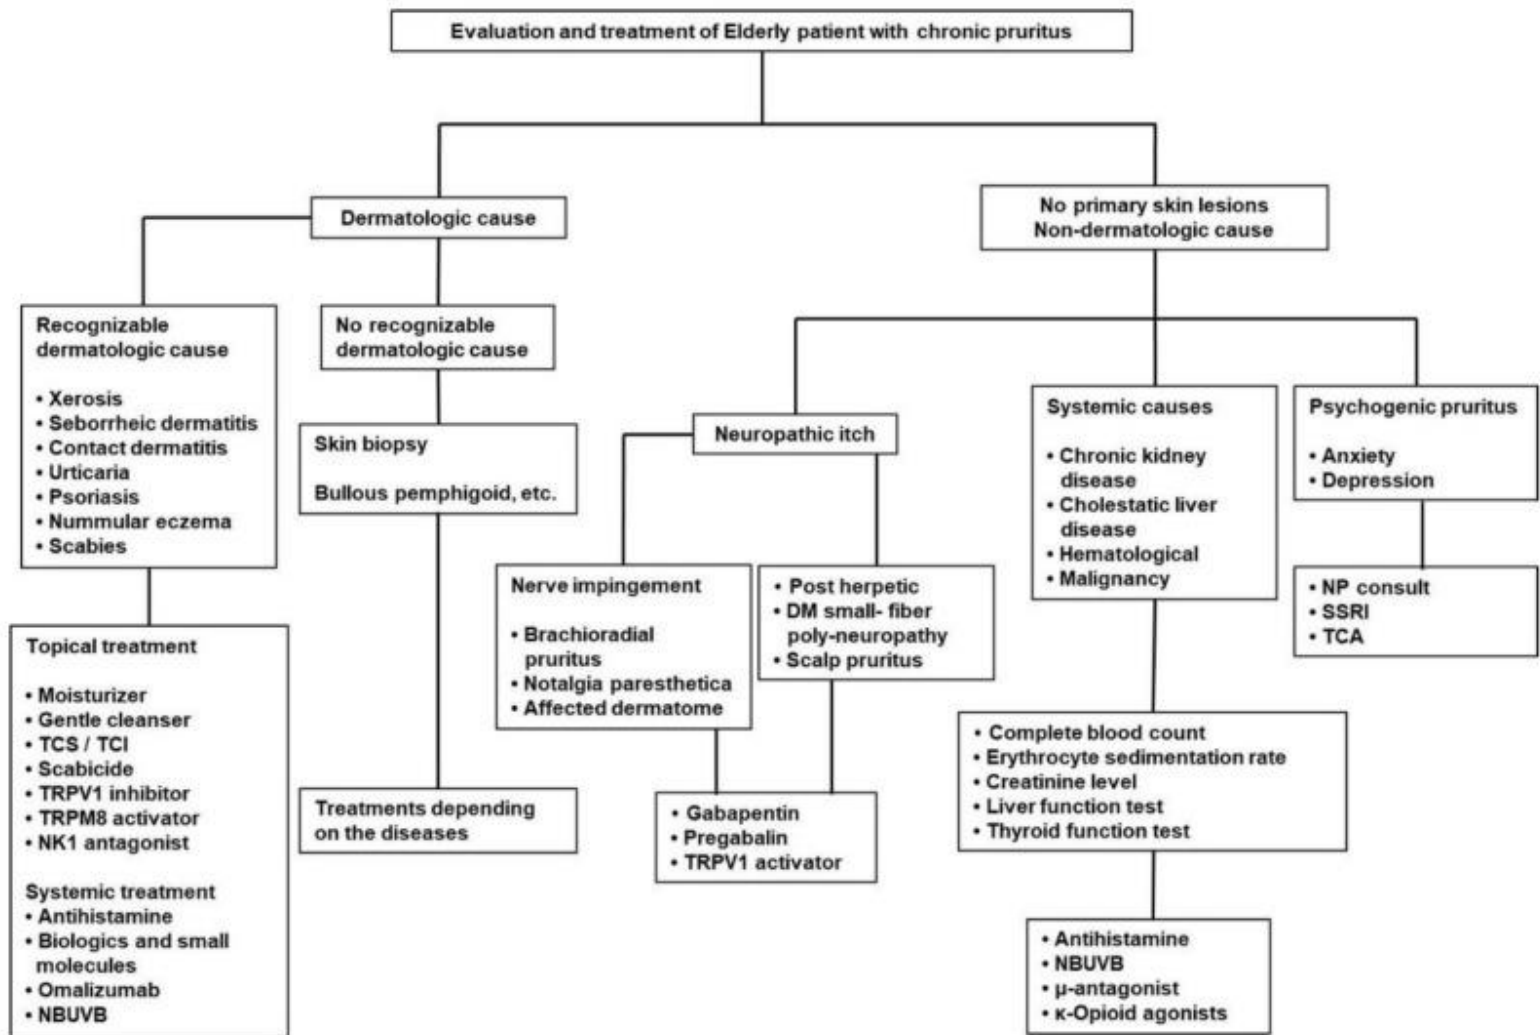 Evaluation and treatment of Elderly patient with chronic pruritus
Dermatologic cause
No primary skin lesions
Non-dermatologic cause
Recognizable
dermatologic cause
• Xerosis
• Seborrheic dermatitis
• Contact dermatitis
• Urticaria
• Psoriasis
• Nummular eczema
• Scabies
No recognizable
dermatologic cause
Skin biopsy
Bullous pemphigoid, etc.
Neuropathic itch
Systemic causes
• Chronic kidney
disease
• Cholestatic liver
disease
• Hematological
• Malignancy
Psychogenic pruritus
• Anxiety
• Depression
Nerve impingement
• Brachioradial
pruritus
• Notalgia paresthetica
• Affected dermatome
• Post herpetic
• DM small- fiber
poly-neuropathy
• Scalp pruritus
• NP consult
• SSRI
• TCA
Topical treatment
• Moisturizer
• Gentle cleanser
• TCS / TCI
• Scabicide
• TRPV1 inhibitor
• TRPM8 activator
• NK1 antagonist
Systemic treatment
• Antihistamine
• Biologics and small
molecules
• Omalizumab
• NBUVB
Treatments depending
on the diseases
• Gabapentin
• Pregabalin
• TRPV1 activator
• Complete blood count
• Erythrocyte sedimentation rate
• Creatinine level
• Liver function test
• Thyroid function test
• Antihistamine
• NBUVB
• μ-antagonist
• κ-Opioid agonists